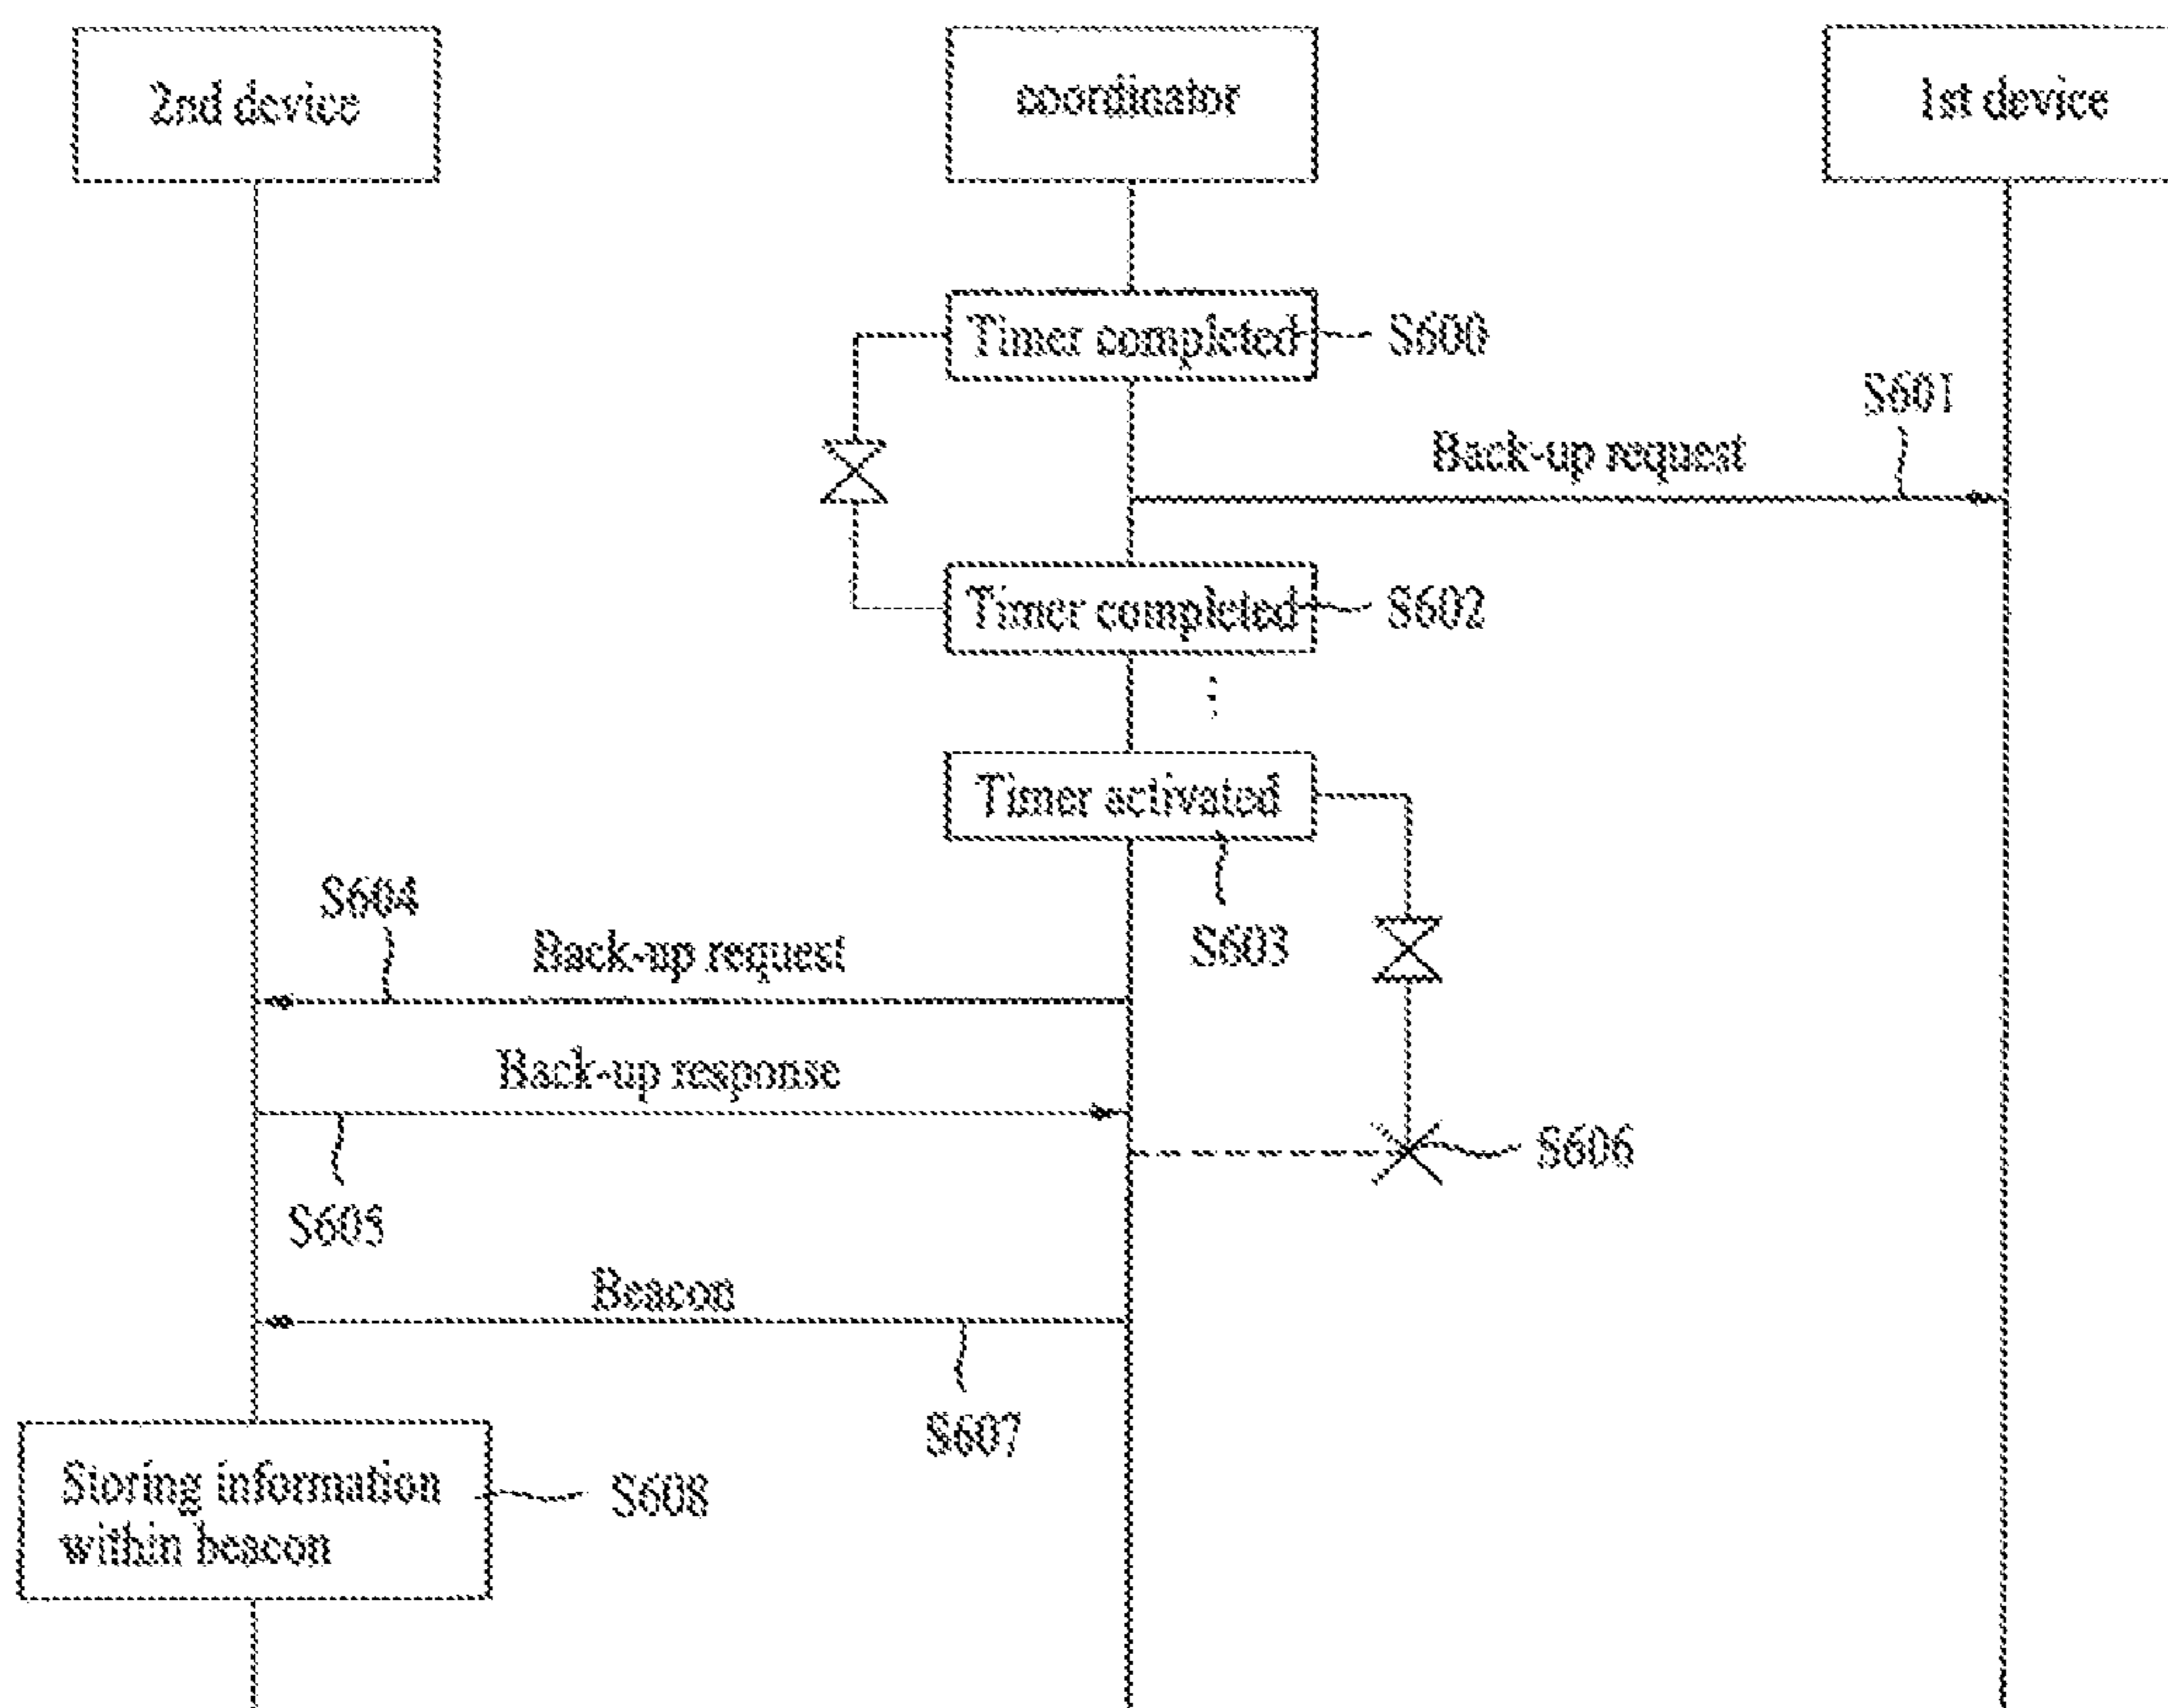 2nd device
coordinator
1st device
Timer completed
S600
S601
Back-up request
Timer completed
S602
Timer activated
S603
S604
Back-up request
Back-up response
S605
S606
Beacon
S607
Storing information
within beacon
S608